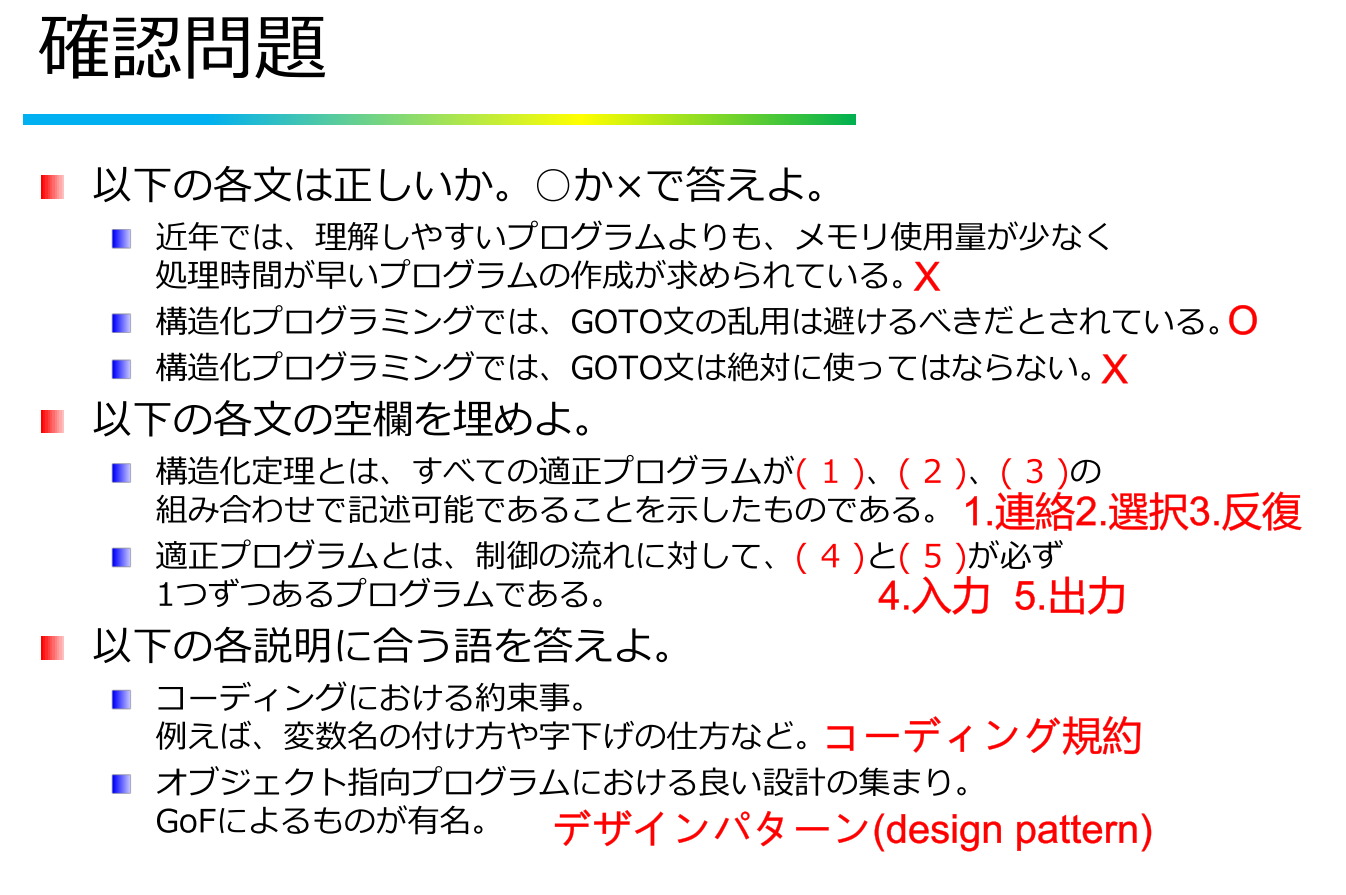 確認問題
以下の各文は正しいか。○か×で答えよ。
近年では、理解しやすいプログラムよりも、メモリ使用量が少なく
処理時間が早いプログラムの作成が求められている。X
構造化プログラミングでは、GOTO文の乱用は避けるべきだとされている。O
構造化プログラミングでは、GOTO文は絶対に使ってはならない。X
以下の各文の空欄を埋めよ。
構造化定理とは、すべての適正プログラムが( 1 )、( 2 )、( 3 )の
組み合わせで記述可能であることを示したものである。 1.連絡2.選択3.反復
適正プログラムとは、制御の流れに対して、( 4 )と( 5 )が必ず
1つずつあるプログラムである。 4.入力 5.出力
以下の各説明に合う語を答えよ。
コーディングにおける約束事。
例えば、変数名の付け方や字下げの仕方など。コーディング規約
オブジェクト指向プログラムにおける良い設計の集まり。
GoFによるものが有名。 デザインパターン(design pattern)